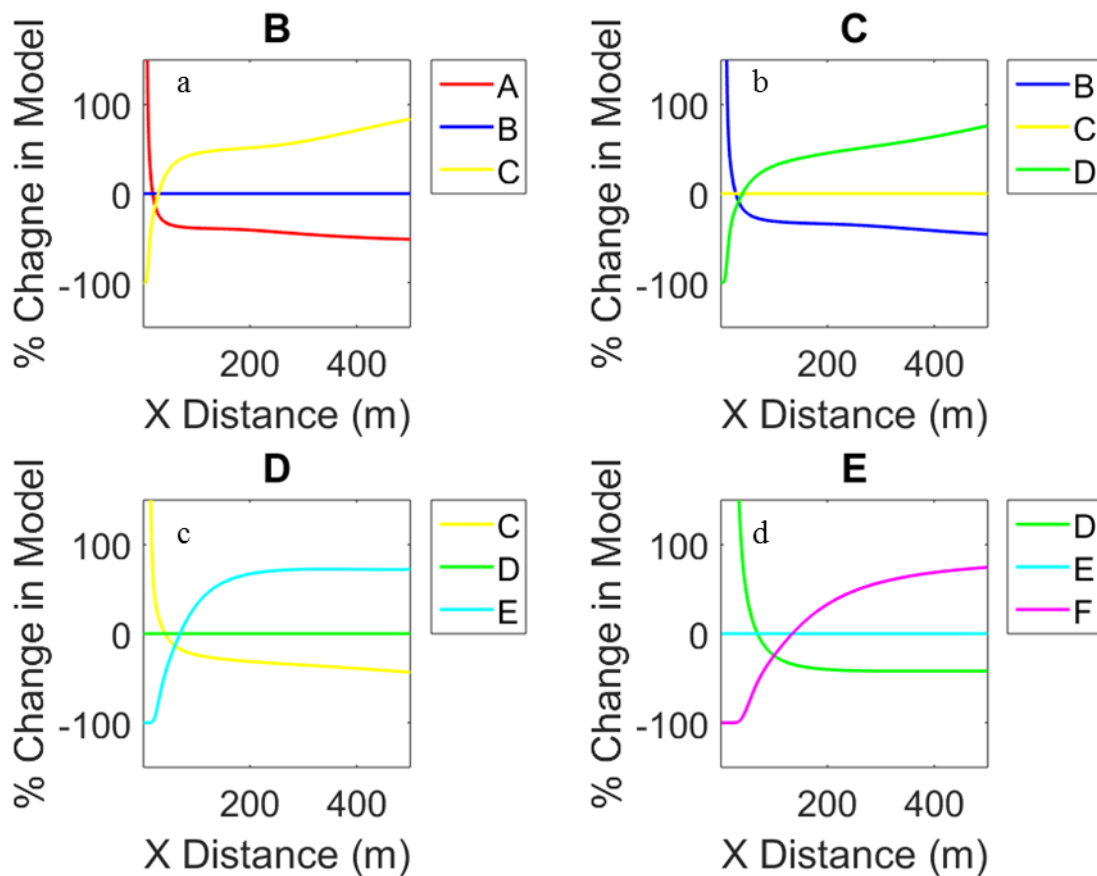 B
% Chagne in Model
100
0
-100
a
A
B
C
200 400
X Distance (m)
C
% Change in Model
100
0
-100
b
B
C
D
200 400
X Distance (m)
D
% Change in Model
100
0
-100
c
C
D
E
200 400
X Distance (m)
E
% Change in Model
100
0
-100
d
D
E
F
200 400
X Distance (m)